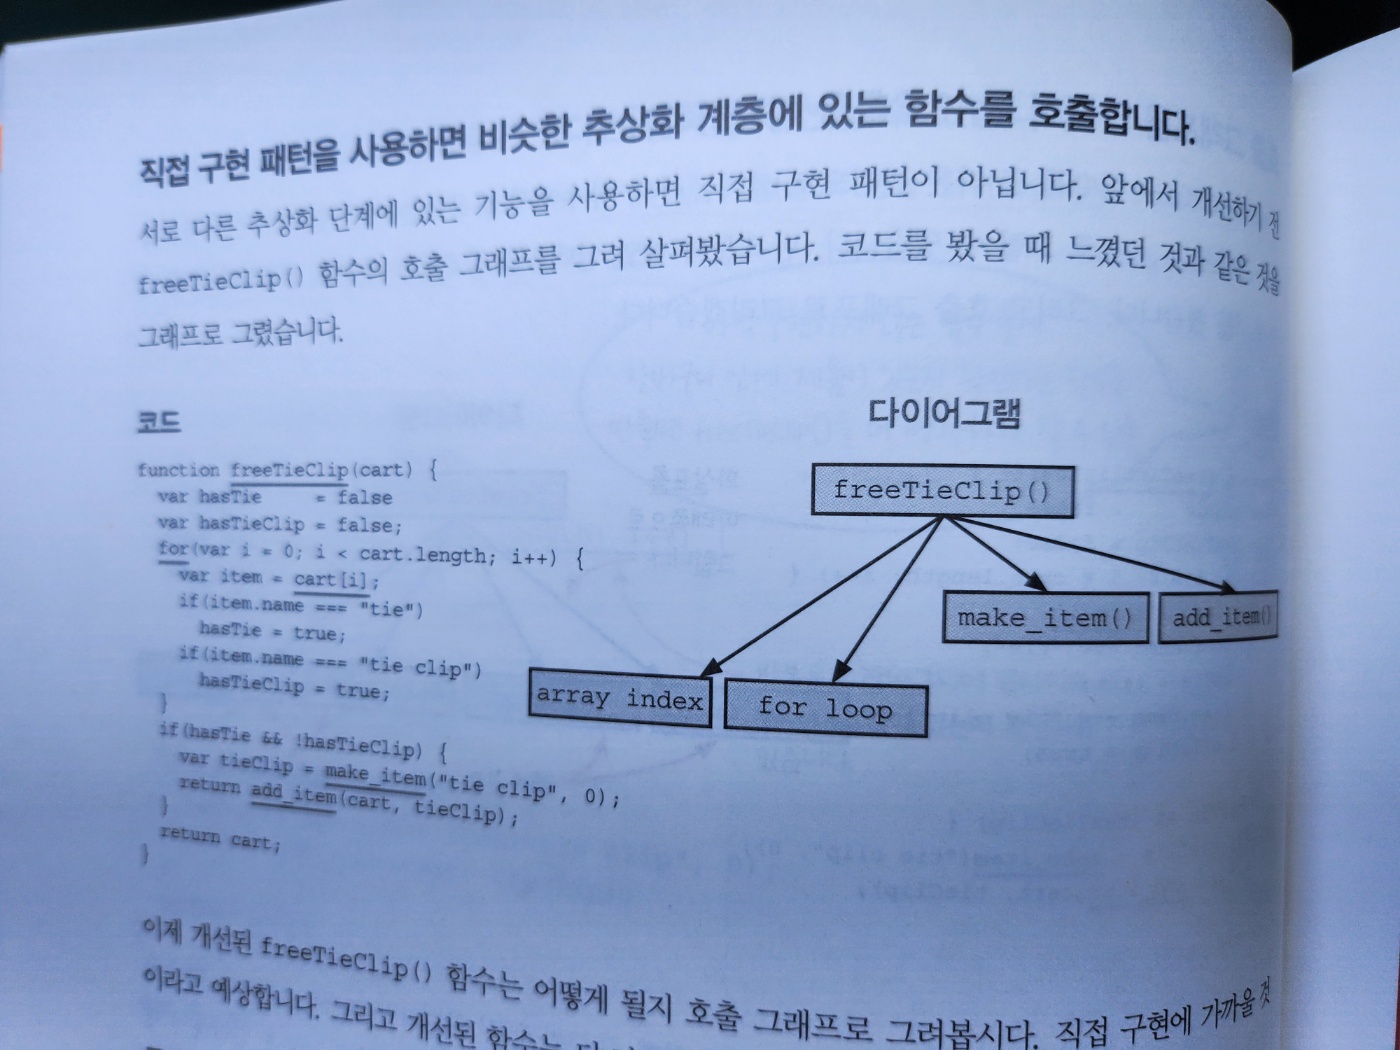 직접 구현 패턴을 사용하면 비슷한 추상화 계층에 있는 함수를 호출합니다.
서로 다른 추상화 단계에 있는 기능을 사용하면 직접 구현 패턴이 아닙니다. 앞에서 개선하기 전
freeTieClip() 함수의 호출 그래프를 그려 살펴봤습니다. 코드를 봤을 때 느꼈던 것과 같은 것을
그래프로 그렸습니다.
코드
다이어그램
function freeTieClip(cart) {
  var hasTie     = false
  var hasTieClip = false;
  for(var i = 0; i < cart.length; i++) {
    var item = cart[i];
    if(item.name === "tie")
      hasTie = true;
    if(item.name === "tie clip")
      hasTieClip = true;
  }
  if(hasTie && !hasTieClip) {
    var tieClip = make_item("tie clip", 0);
    return add_item(cart, tieClip);
  }
  return cart;
}
freeTieClip()
make_item() add_item()
array index for loop
이제 개선된 freeTieClip() 함수는 어떻게 될지 호출 그래프로 그려봅시다. 직접 구현에 가까울 것
이라고 예상합니다. 그리고 개선된 함수는